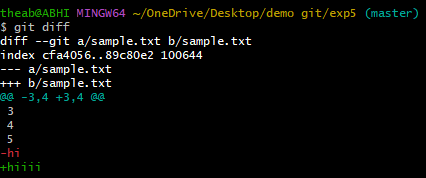 theab@ABHI MINGW64 ~/OneDrive/Desktop/demo git/exp5 (master)
$ git diff
diff --git a/sample.txt b/sample.txt
index cfa4056..89c80e2 100644
--- a/sample.txt
+++ b/sample.txt
@@ -3,4 +3,4 @@
 3
 4
 5
-hi
+hiiii